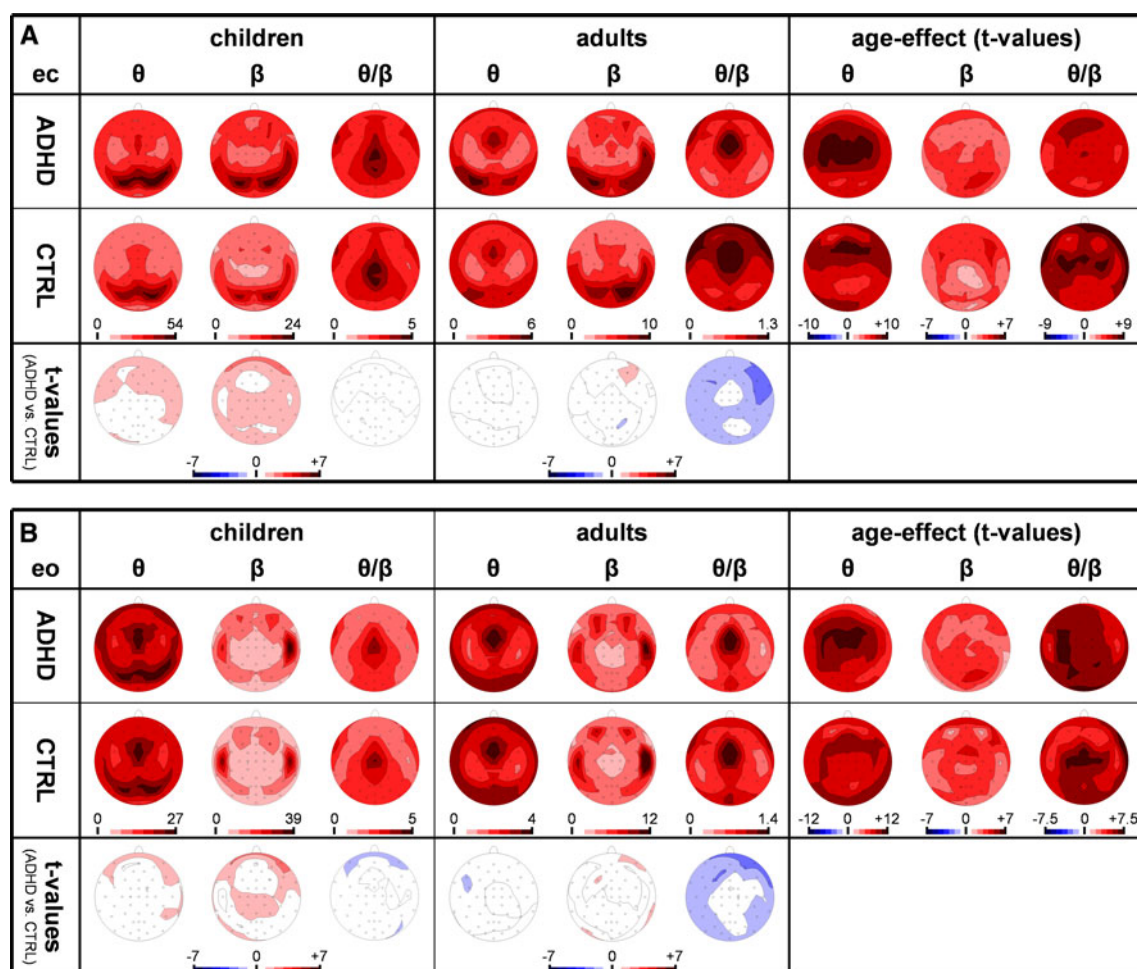 A children adults age-effect (t-values)
ec θ β θ/β θ β θ/β θ β θ/β
ADHD
CTRL
0 54 0 24 0 5 0 6 0 10 0 1.3 -10 0 +10 -7 0 +7 -9 0 +9
t-values
(ADHD vs. CTRL)
-7 0 +7 -7 0 +7
B children adults age-effect (t-values)
eo θ β θ/β θ β θ/β θ β θ/β
ADHD
CTRL
0 27 0 39 0 5 0 4 0 12 0 1.4 -12 0 +12 -7 0 +7 -7.5 0 +7.5
t-values
(ADHD vs. CTRL)
-7 0 +7 -7 0 +7